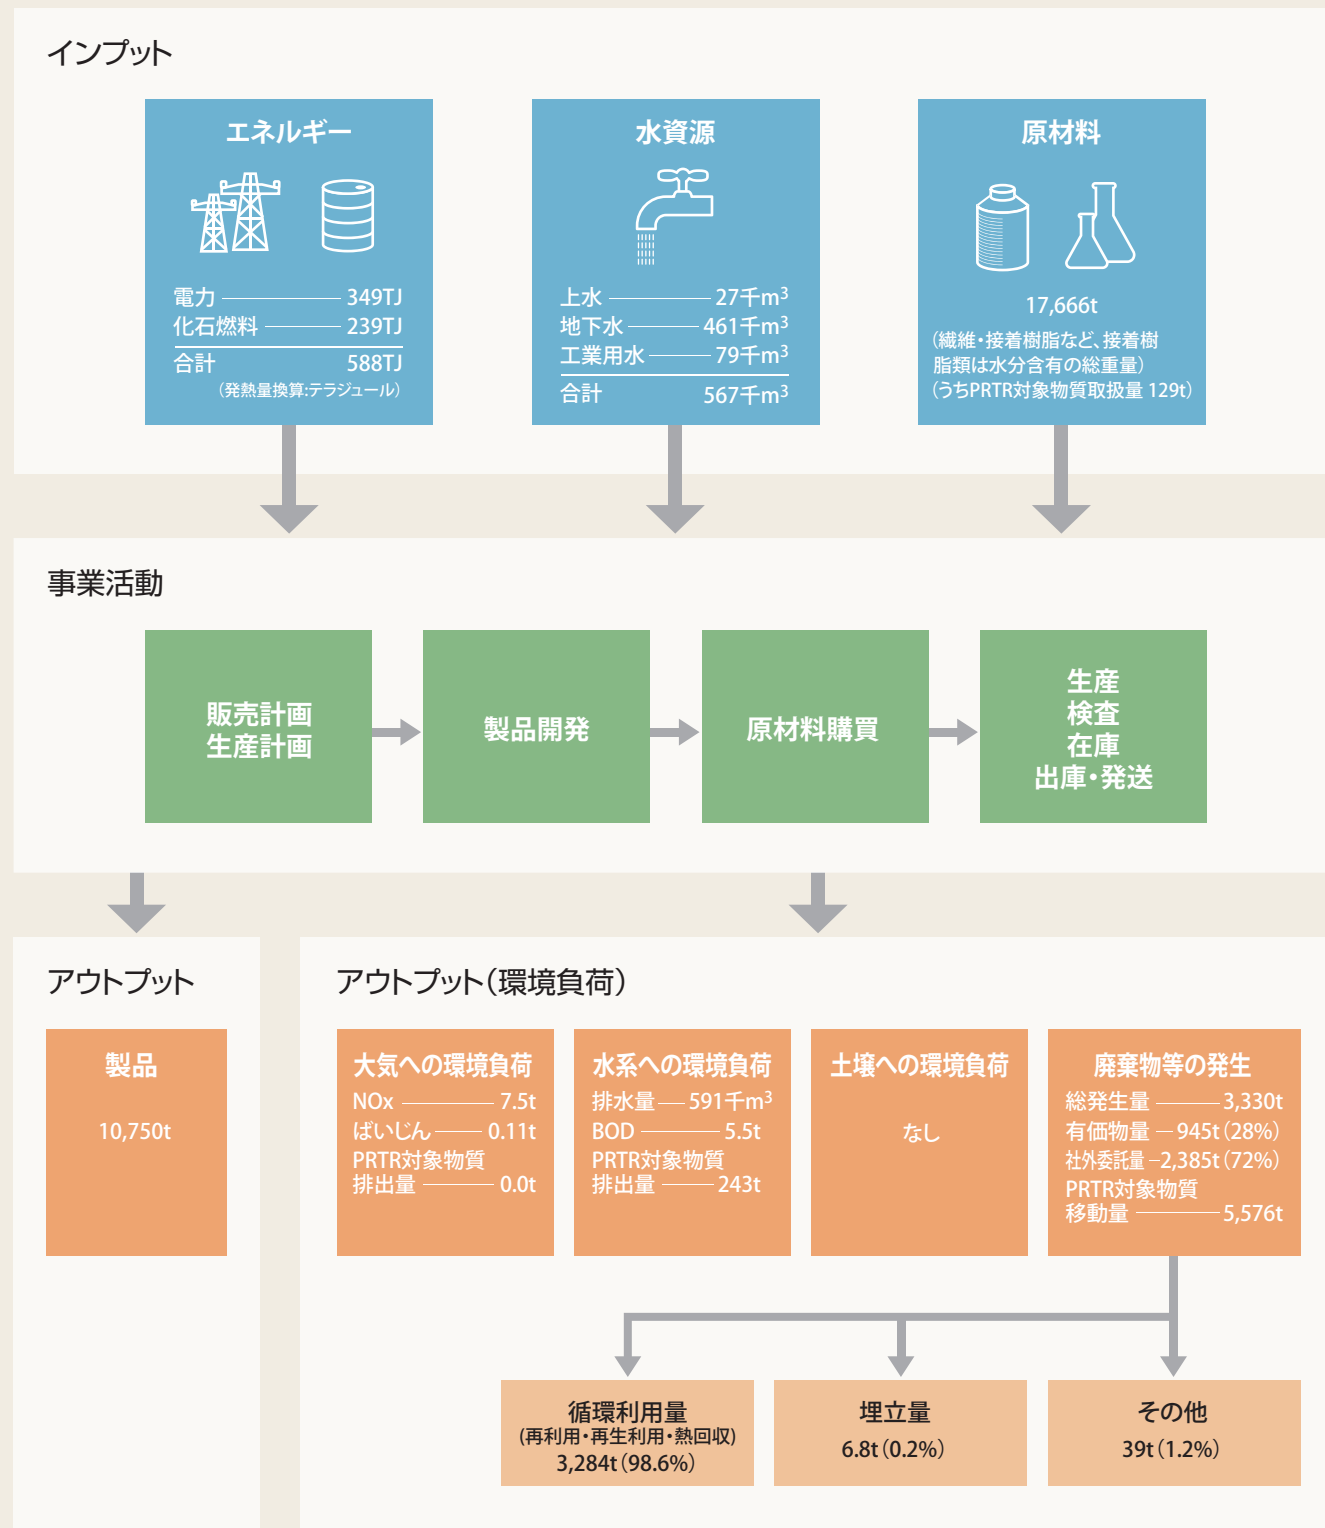 インプット
エネルギー
電力 349TJ
化石燃料 239TJ
合計 588TJ
(発熱量換算:テラジュール)
水資源
上水 27千m³
地下水 461千m³
工業用水 79千m³
合計 567千m³
原材料
17,666t
(繊維・接着樹脂など、接着樹
脂類は水分含有の総重量)
(うちPRTR対象物質取扱量 129t)
事業活動
販売計画
生産計画
製品開発
原材料購買
生産
検査
在庫
出庫・発送
アウトプット
製品
10,750t
アウトプット(環境負荷)
大気への環境負荷
NOx 7.5t
ばいじん 0.11t
PRTR対象物質
排出量 0.0t
水系への環境負荷
排水量 591千m³
BOD 5.5t
PRTR対象物質
排出量 243t
土壌への環境負荷
なし
廃棄物等の発生
総発生量 3,330t
有価物量 945t(28%)
社外委託量 2,385t(72%)
PRTR対象物質
移動量 5,576t
循環利用量
(再利用・再生利用・熱回収)
3,284t(98.6%)
埋立量
6.8t(0.2%)
その他
39t(1.2%)